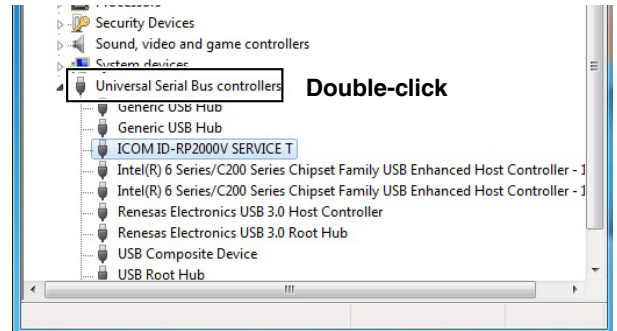 Processors
Security Devices
Sound, video and game controllers
System devices
Universal Serial Bus controllers
Double-click
Generic USB Hub
Generic USB Hub
ICOM ID-RP2000V SERVICE T
Intel(R) 6 Series/C200 Series Chipset Family USB Enhanced Host Controller - 1
Intel(R) 6 Series/C200 Series Chipset Family USB Enhanced Host Controller - 1
Renesas Electronics USB 3.0 Host Controller
Renesas Electronics USB 3.0 Root Hub
USB Composite Device
USB Root Hub